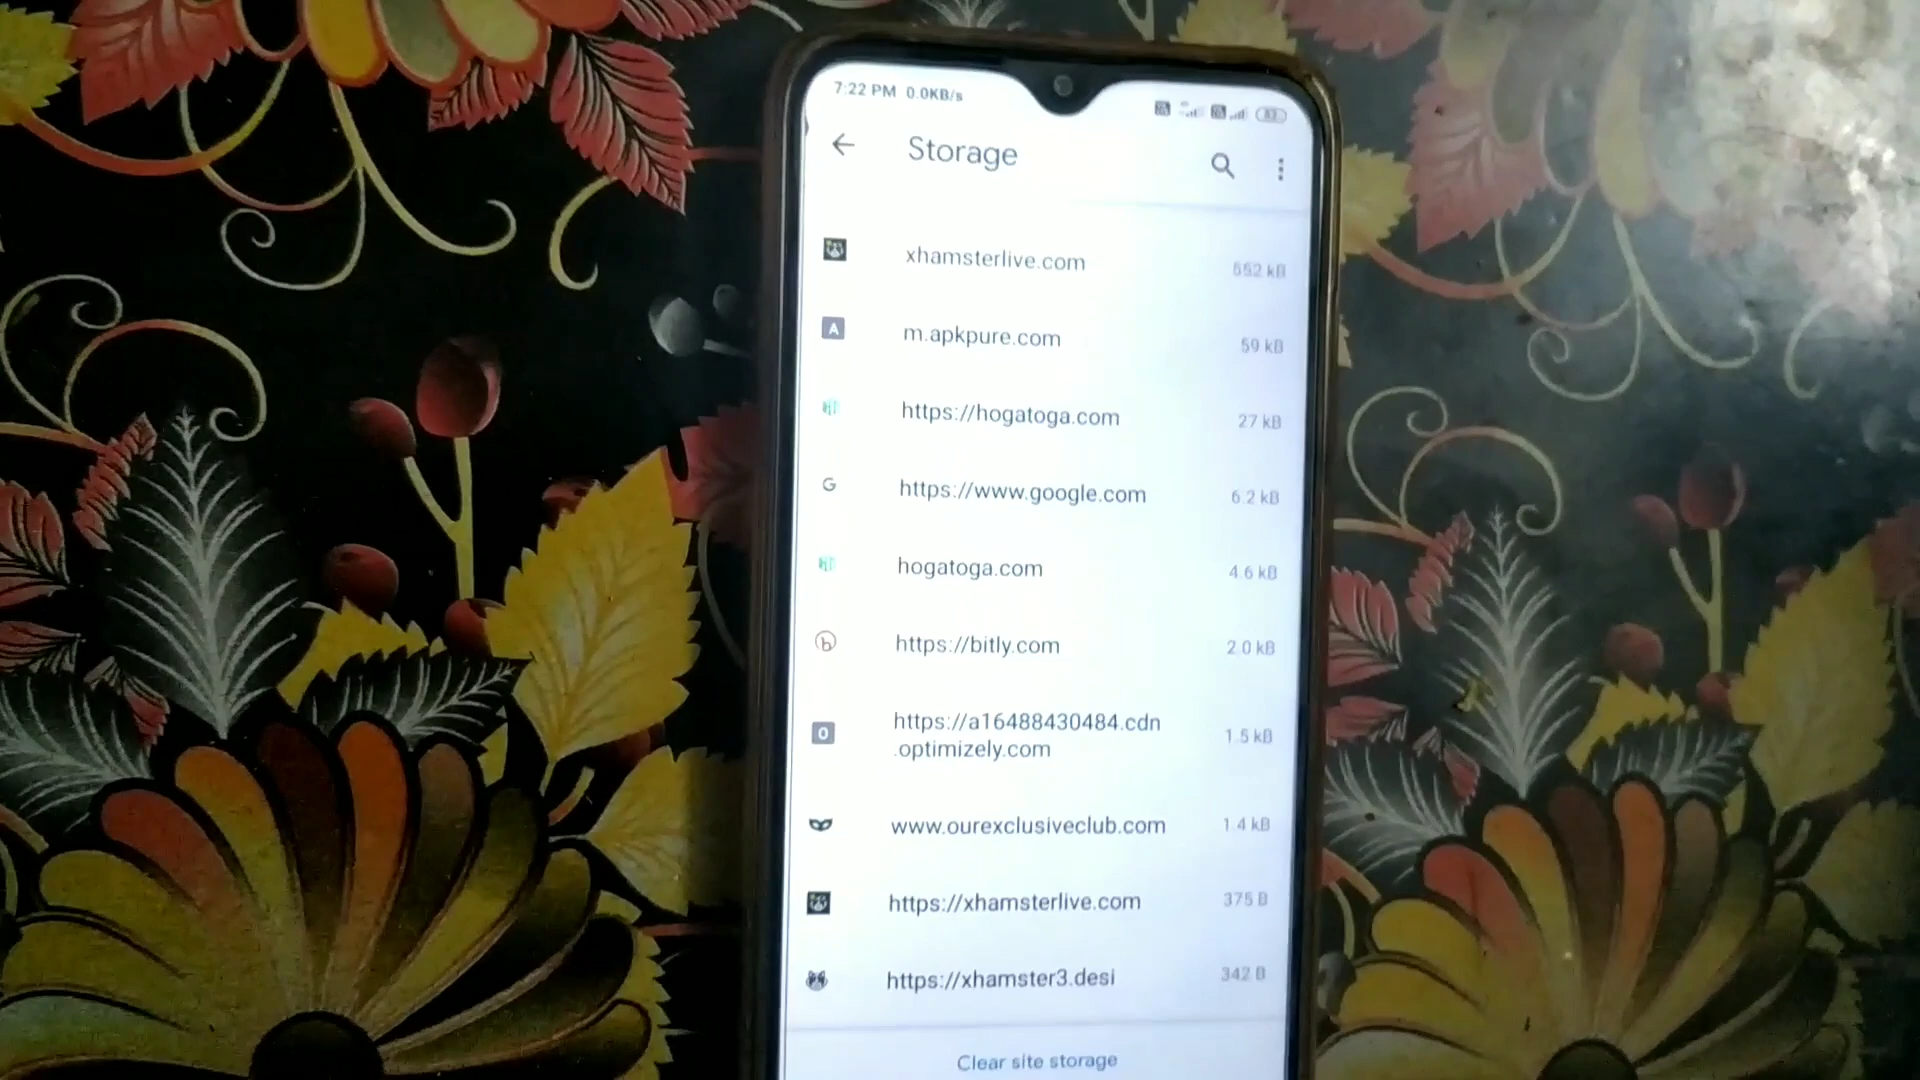 7:22 PM 0.0KB/s
Storage
xhamsterlive.com 552 kB
A m.apkpure.com 59 kB
https://hogatoga.com 27 kB
G https://www.google.com 6.2 kB
hogatoga.com 4.6 kB
b https://bitly.com 2.0 kB
https://a16488430484.cdn
O 1.5 kB
.optimizely.com
www.ourexclusiveclub.com 1.4 kB
https://xhamsterlive.com 375 B
https://xhamster3.desi 342 B
Clear site storage